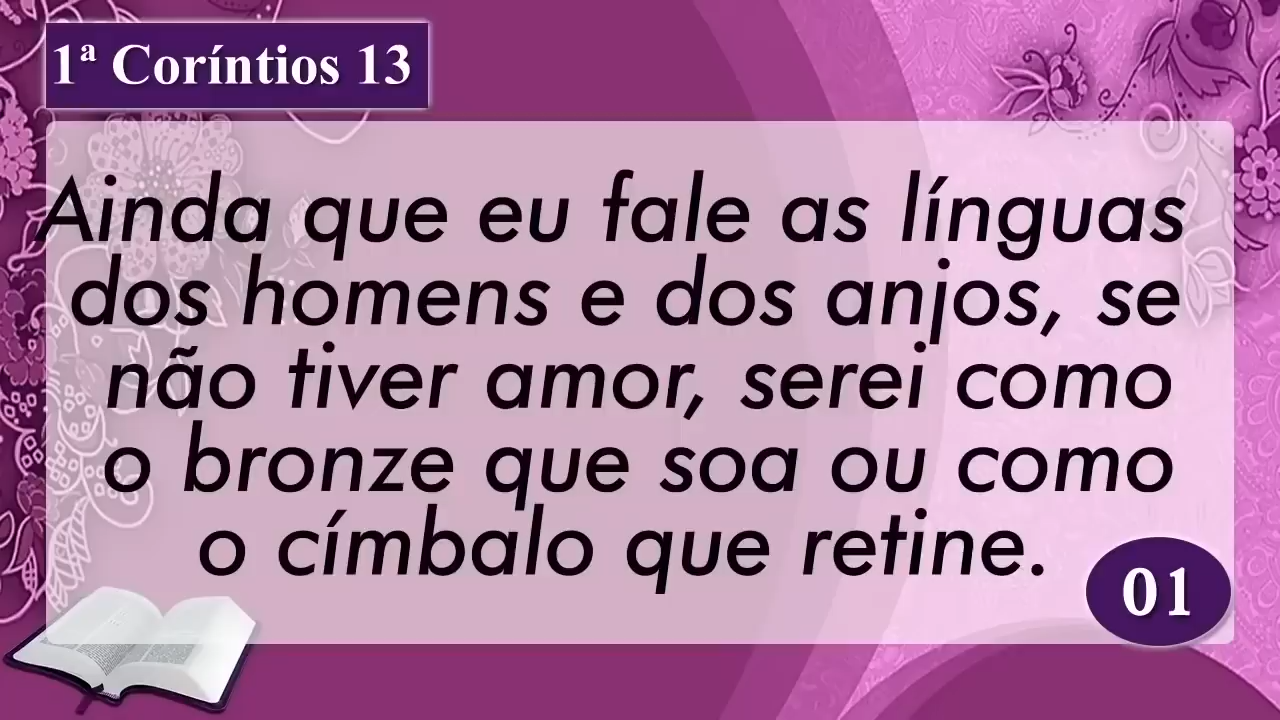 1ª Coríntios 13
Ainda que eu fale as línguas
dos homens e dos anjos, se
não tiver amor, serei como
o bronze que soa ou como
o címbalo que retine.
01